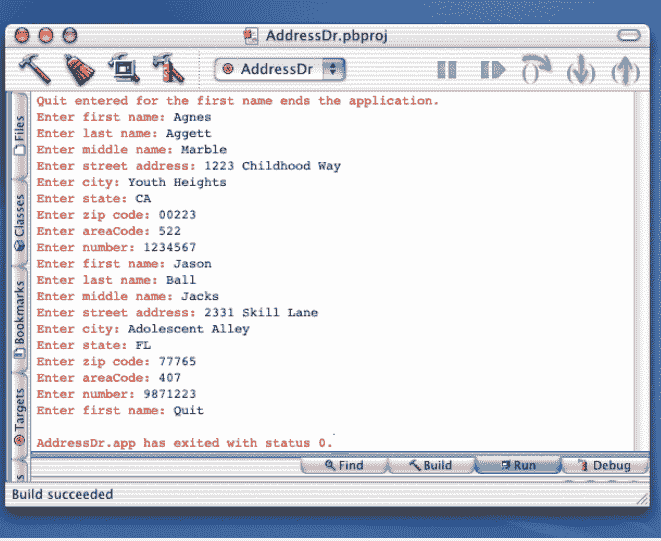 AddressDr.pbproj
AddressDr
Files
Classes
Bookmarks
Targets
Quit entered for the first name ends the application.
Enter first name: Agnes
Enter last name: Aggett
Enter middle name: Marble
Enter street address: 1223 Childhood Way
Enter city: Youth Heights
Enter state: CA
Enter zip code: 00223
Enter areaCode: 522
Enter number: 1234567
Enter first name: Jason
Enter last name: Ball
Enter middle name: Jacks
Enter street address: 2331 Skill Lane
Enter city: Adolescent Alley
Enter state: FL
Enter zip code: 77765
Enter areaCode: 407
Enter number: 9871223
Enter first name: Quit
AddressDr.app has exited with status 0.
Find
Build
Run
Debug
Build succeeded